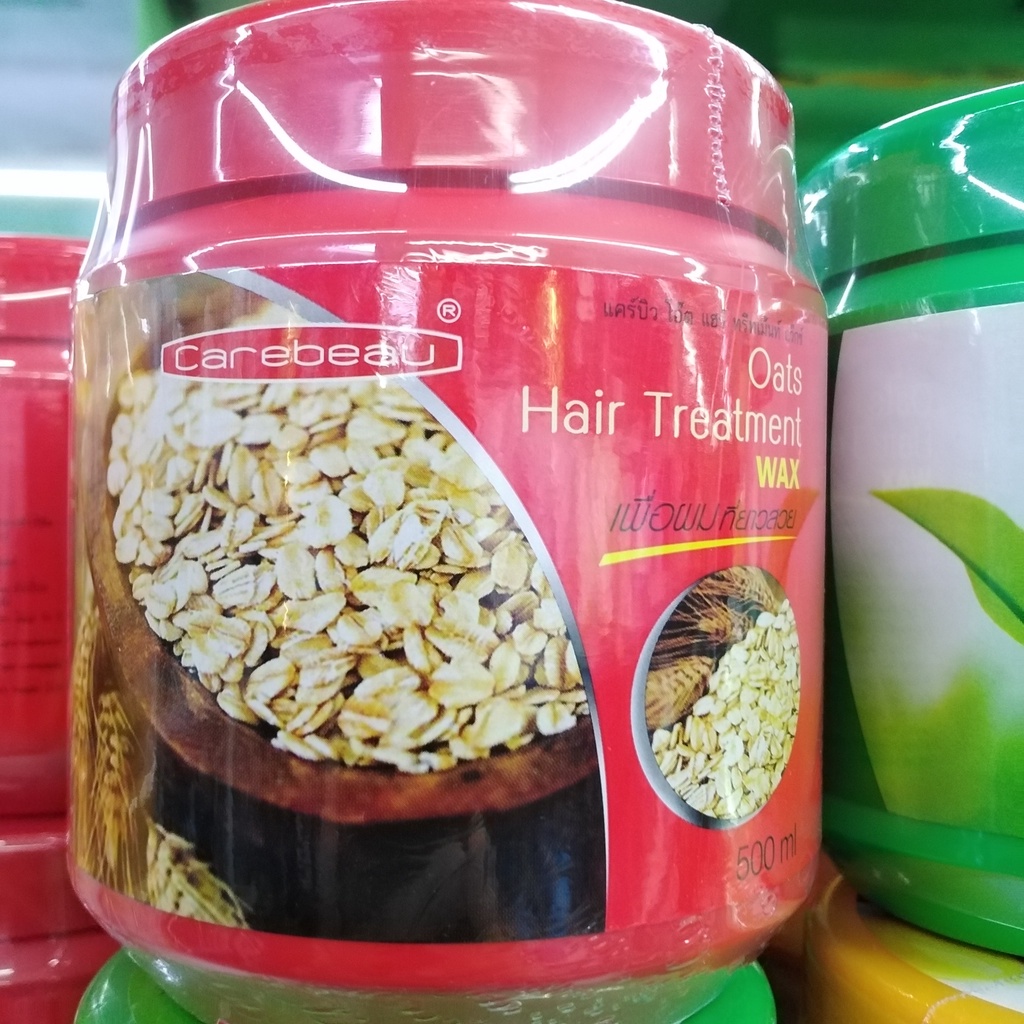 carebeau®
แคร์บิว โอ๊ต แฮร์ ทรีทเม้นท์ แว๊กซ์
Oats
Hair Treatment
WAX
เพื่อผมที่ยาวสวย
500 ml